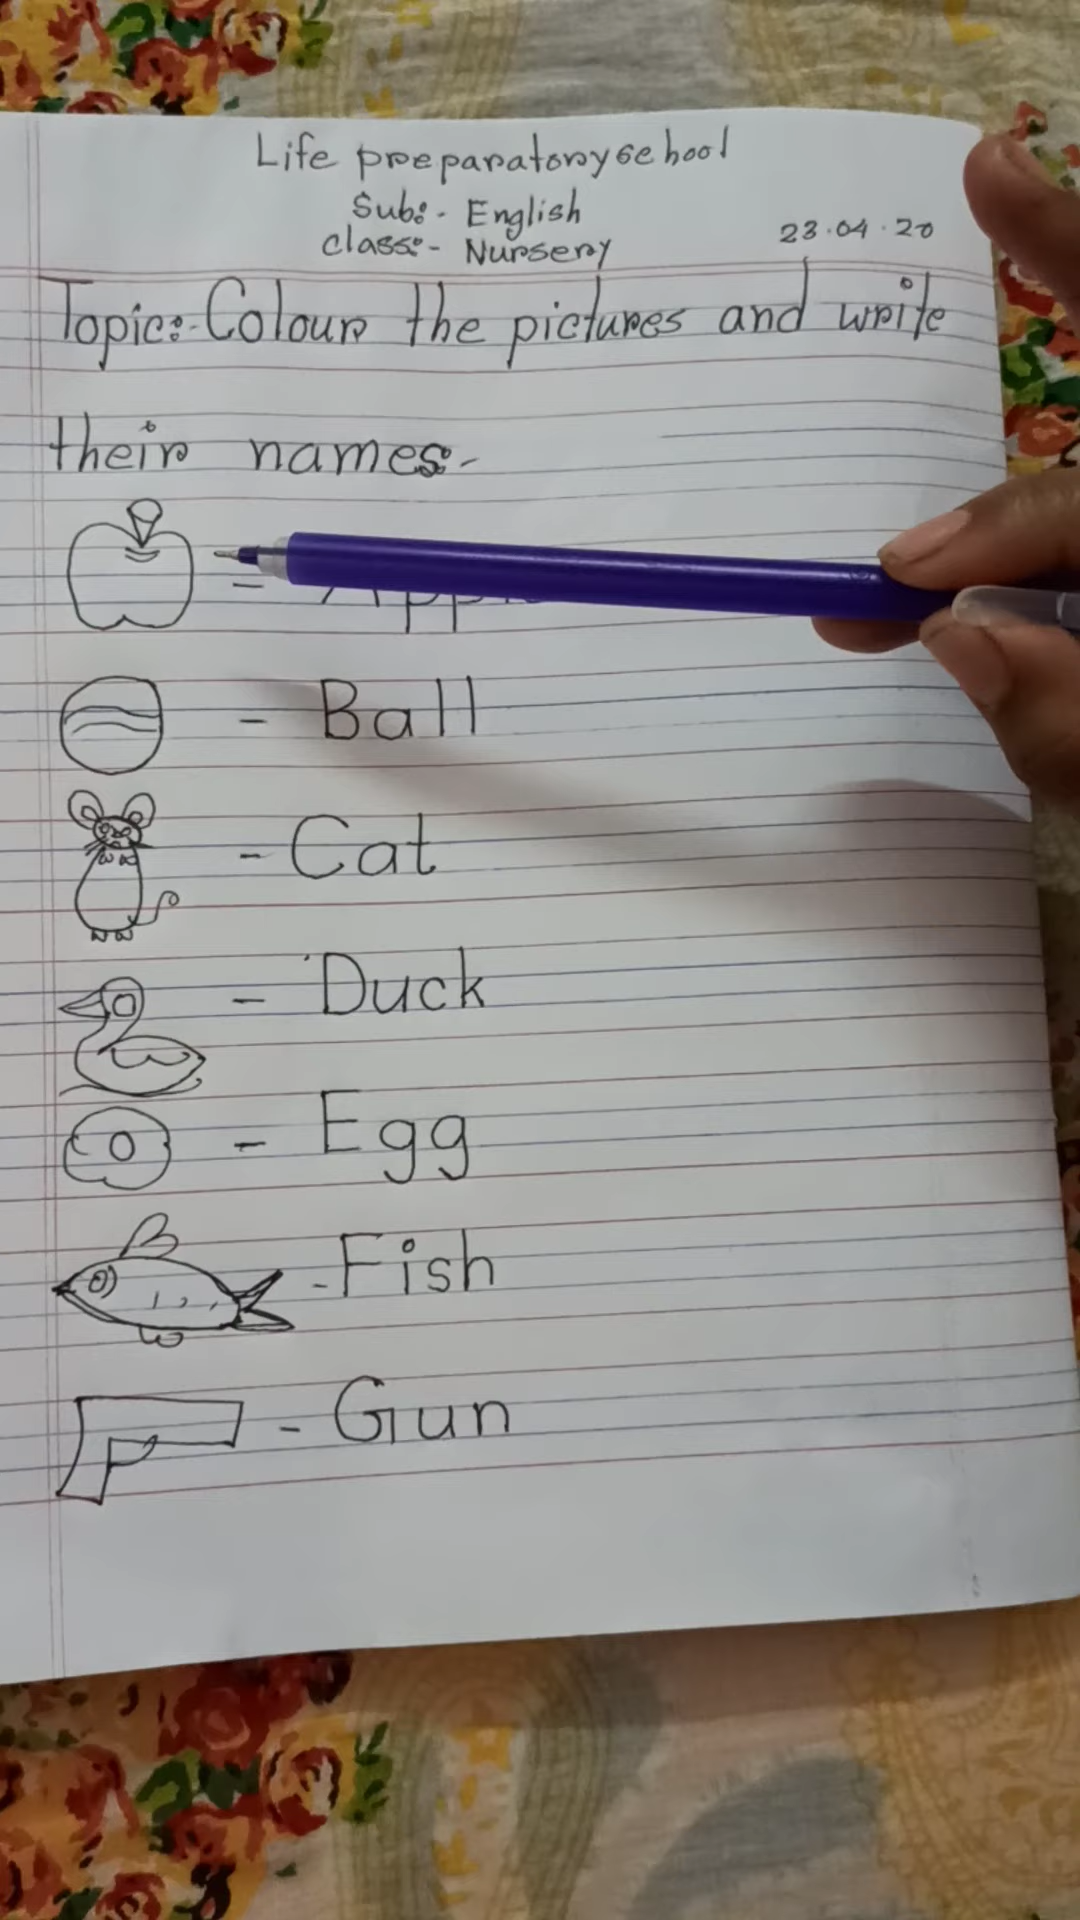 Life preparatory school
Sub:- English
class:- Nursery
23.04.20
Topic:- Colour the pictures and write
their names:-
-
- Ball
- Cat
- Duck
- Egg
- Fish
- Gun